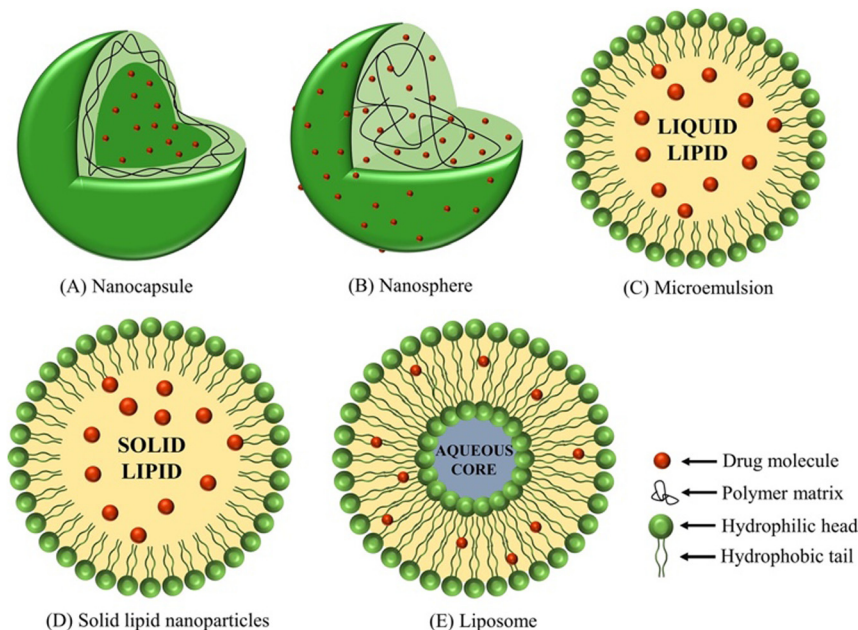 (A) Nanocapsule
(B) Nanosphere
LIQUID
LIPID
(C) Microemulsion
SOLID
LIPID
(D) Solid lipid nanoparticles
AQUEOUS
CORE
(E) Liposome
Drug molecule
Polymer matrix
Hydrophilic head
Hydrophobic tail